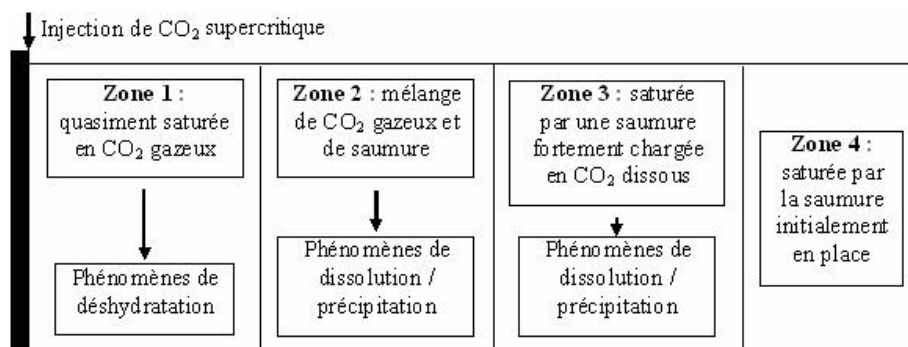 Injection de CO₂ supercritique
Zone 1 :
quasiment saturée
en CO₂ gazeux
Phénomènes de
déshydratation
Zone 2 : mélange
de CO₂ gazeux et
de saumure
Phénomènes de
dissolution /
précipitation
Zone 3 : saturée
par une saumure
fortement chargée
en CO₂ dissous
Phénomènes de
dissolution /
précipitation
Zone 4 :
saturée par
la saumure
initialement
en place